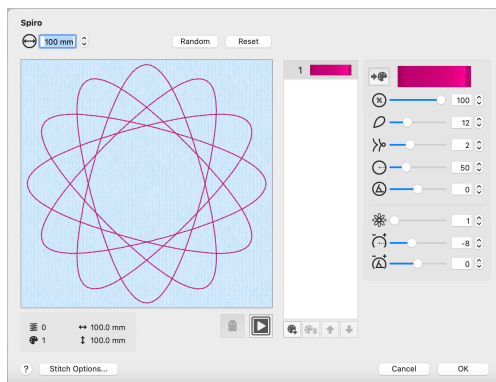 Spiro
100 mm
Random
Reset
1
100
12
2
50
0
1
-8
0
0
100.0 mm
1
100.0 mm
? Stitch Options...
Cancel
OK